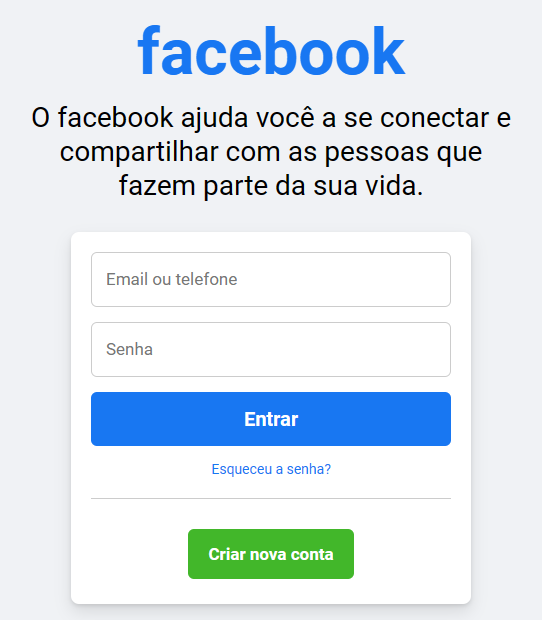 facebook
O facebook ajuda você a se conectar e
compartilhar com as pessoas que
fazem parte da sua vida.
Email ou telefone
Senha
Entrar
Esqueceu a senha?
Criar nova conta